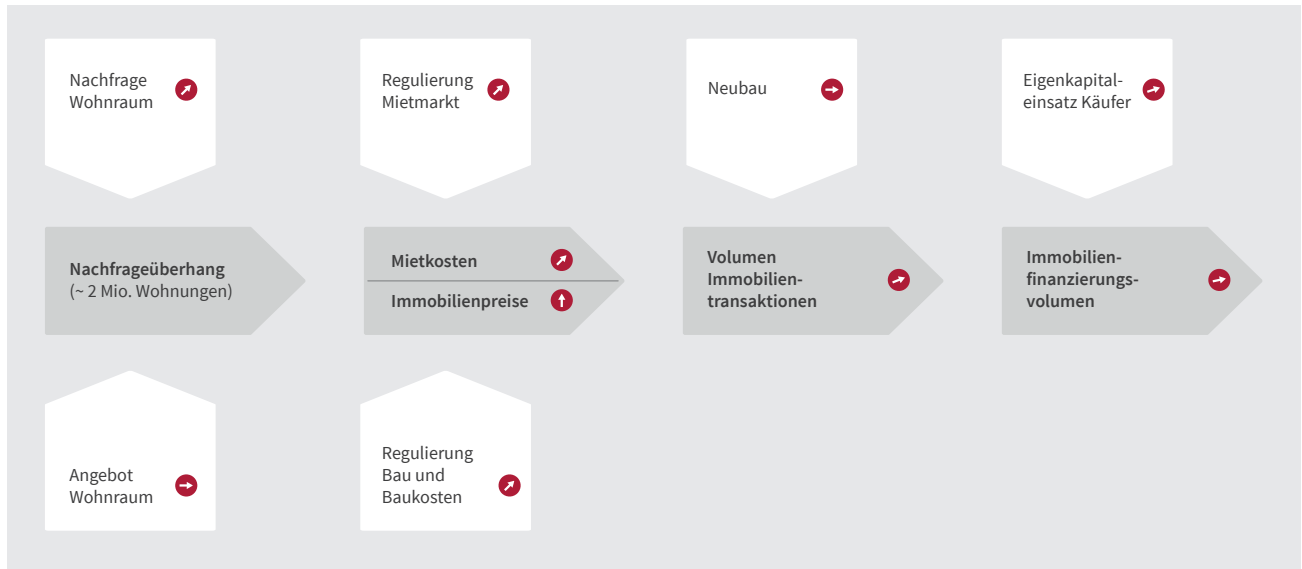 Nachfrage
Wohnraum
Regulierung
Mietmarkt
Neubau
Eigenkapital-
einsatz Käufer
Nachfrageüberhang
(~ 2 Mio. Wohnungen)
Mietkosten
Immobilienpreise
Volumen
Immobilien-
transaktionen
Immobilien-
finanzierungs-
volumen
Angebot
Wohnraum
Regulierung
Bau und
Baukosten